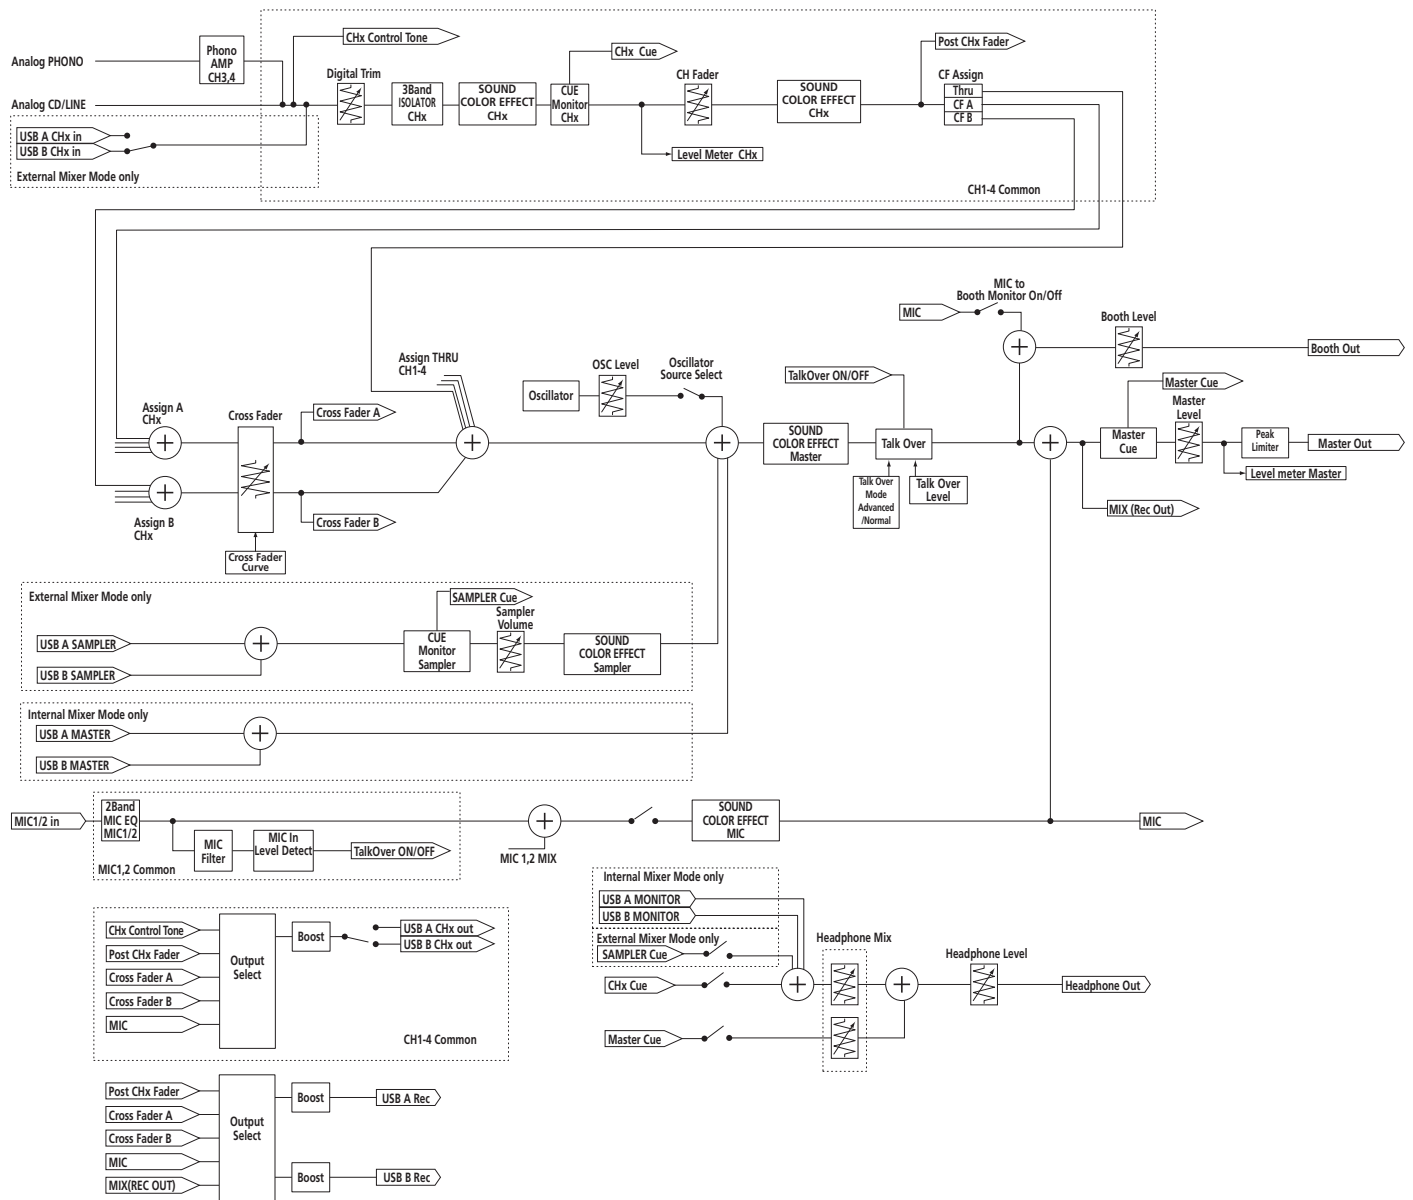 CHx Control Tone
CHx Cue
Post CHx Fader
Analog PHONO
Phono
AMP
CH3,4
Digital Trim
3Band
ISOLATOR
CHx
SOUND
COLOR EFFECT
CHx
CUE
Monitor
CHx
CH Fader
SOUND
COLOR EFFECT
CHx
CF Assign
Thru
CF A
CF B
Analog CD/LINE
USB A CHx in
USB B CHx in
External Mixer Mode only
Level Meter CHx
CH1-4 Common
MIC to
Booth Monitor On/Off
MIC
Booth Level
Booth Out
Assign THRU
CH1-4
OSC Level
Oscillator
Source Select
Oscillator
TalkOver ON/OFF
Master Cue
Master
Level
Assign A
CHx
Cross Fader
Cross Fader A
SOUND
COLOR EFFECT
Master
Talk Over
Master
Cue
Peak
Limiter
Master Out
Level meter Master
Talk Over
Mode
Advanced
/Normal
Talk Over
Level
MIX (Rec Out)
Assign B
CHx
Cross Fader B
Cross Fader
Curve
External Mixer Mode only
SAMPLER Cue
Sampler
Volume
USB A SAMPLER
USB B SAMPLER
CUE
Monitor
Sampler
SOUND
COLOR EFFECT
Sampler
Internal Mixer Mode only
USB A MASTER
USB B MASTER
MIC1/2 in
2Band
MIC EQ
MIC1/2
MIC
Filter
MIC In
Level Detect
TalkOver ON/OFF
MIC1,2 Common
MIC 1,2 MIX
SOUND
COLOR EFFECT
MIC
MIC
Internal Mixer Mode only
USB A MONITOR
USB B MONITOR
External Mixer Mode only
SAMPLER Cue
CHx Cue
Master Cue
Headphone Mix
Headphone Level
Headphone Out
CHx Control Tone
Post CHx Fader
Cross Fader A
Cross Fader B
MIC
Output
Select
Boost
USB A CHx out
USB B CHx out
CH1-4 Common
Post CHx Fader
Cross Fader A
Cross Fader B
MIC
MIX(REC OUT)
Output
Select
Boost
USB A Rec
Boost
USB B Rec